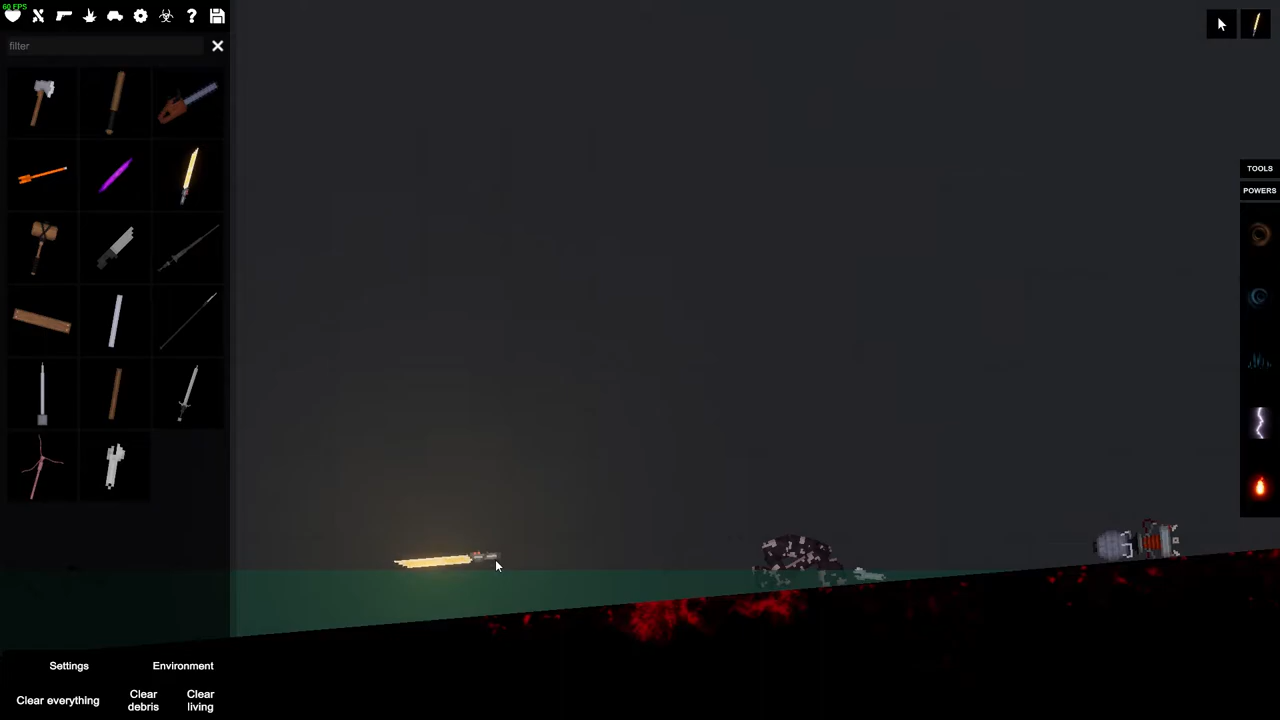 60 FPS
?
filter
TOOLS
POWERS
Settings
Environment
Clear everything
Clear
debris
Clear
living